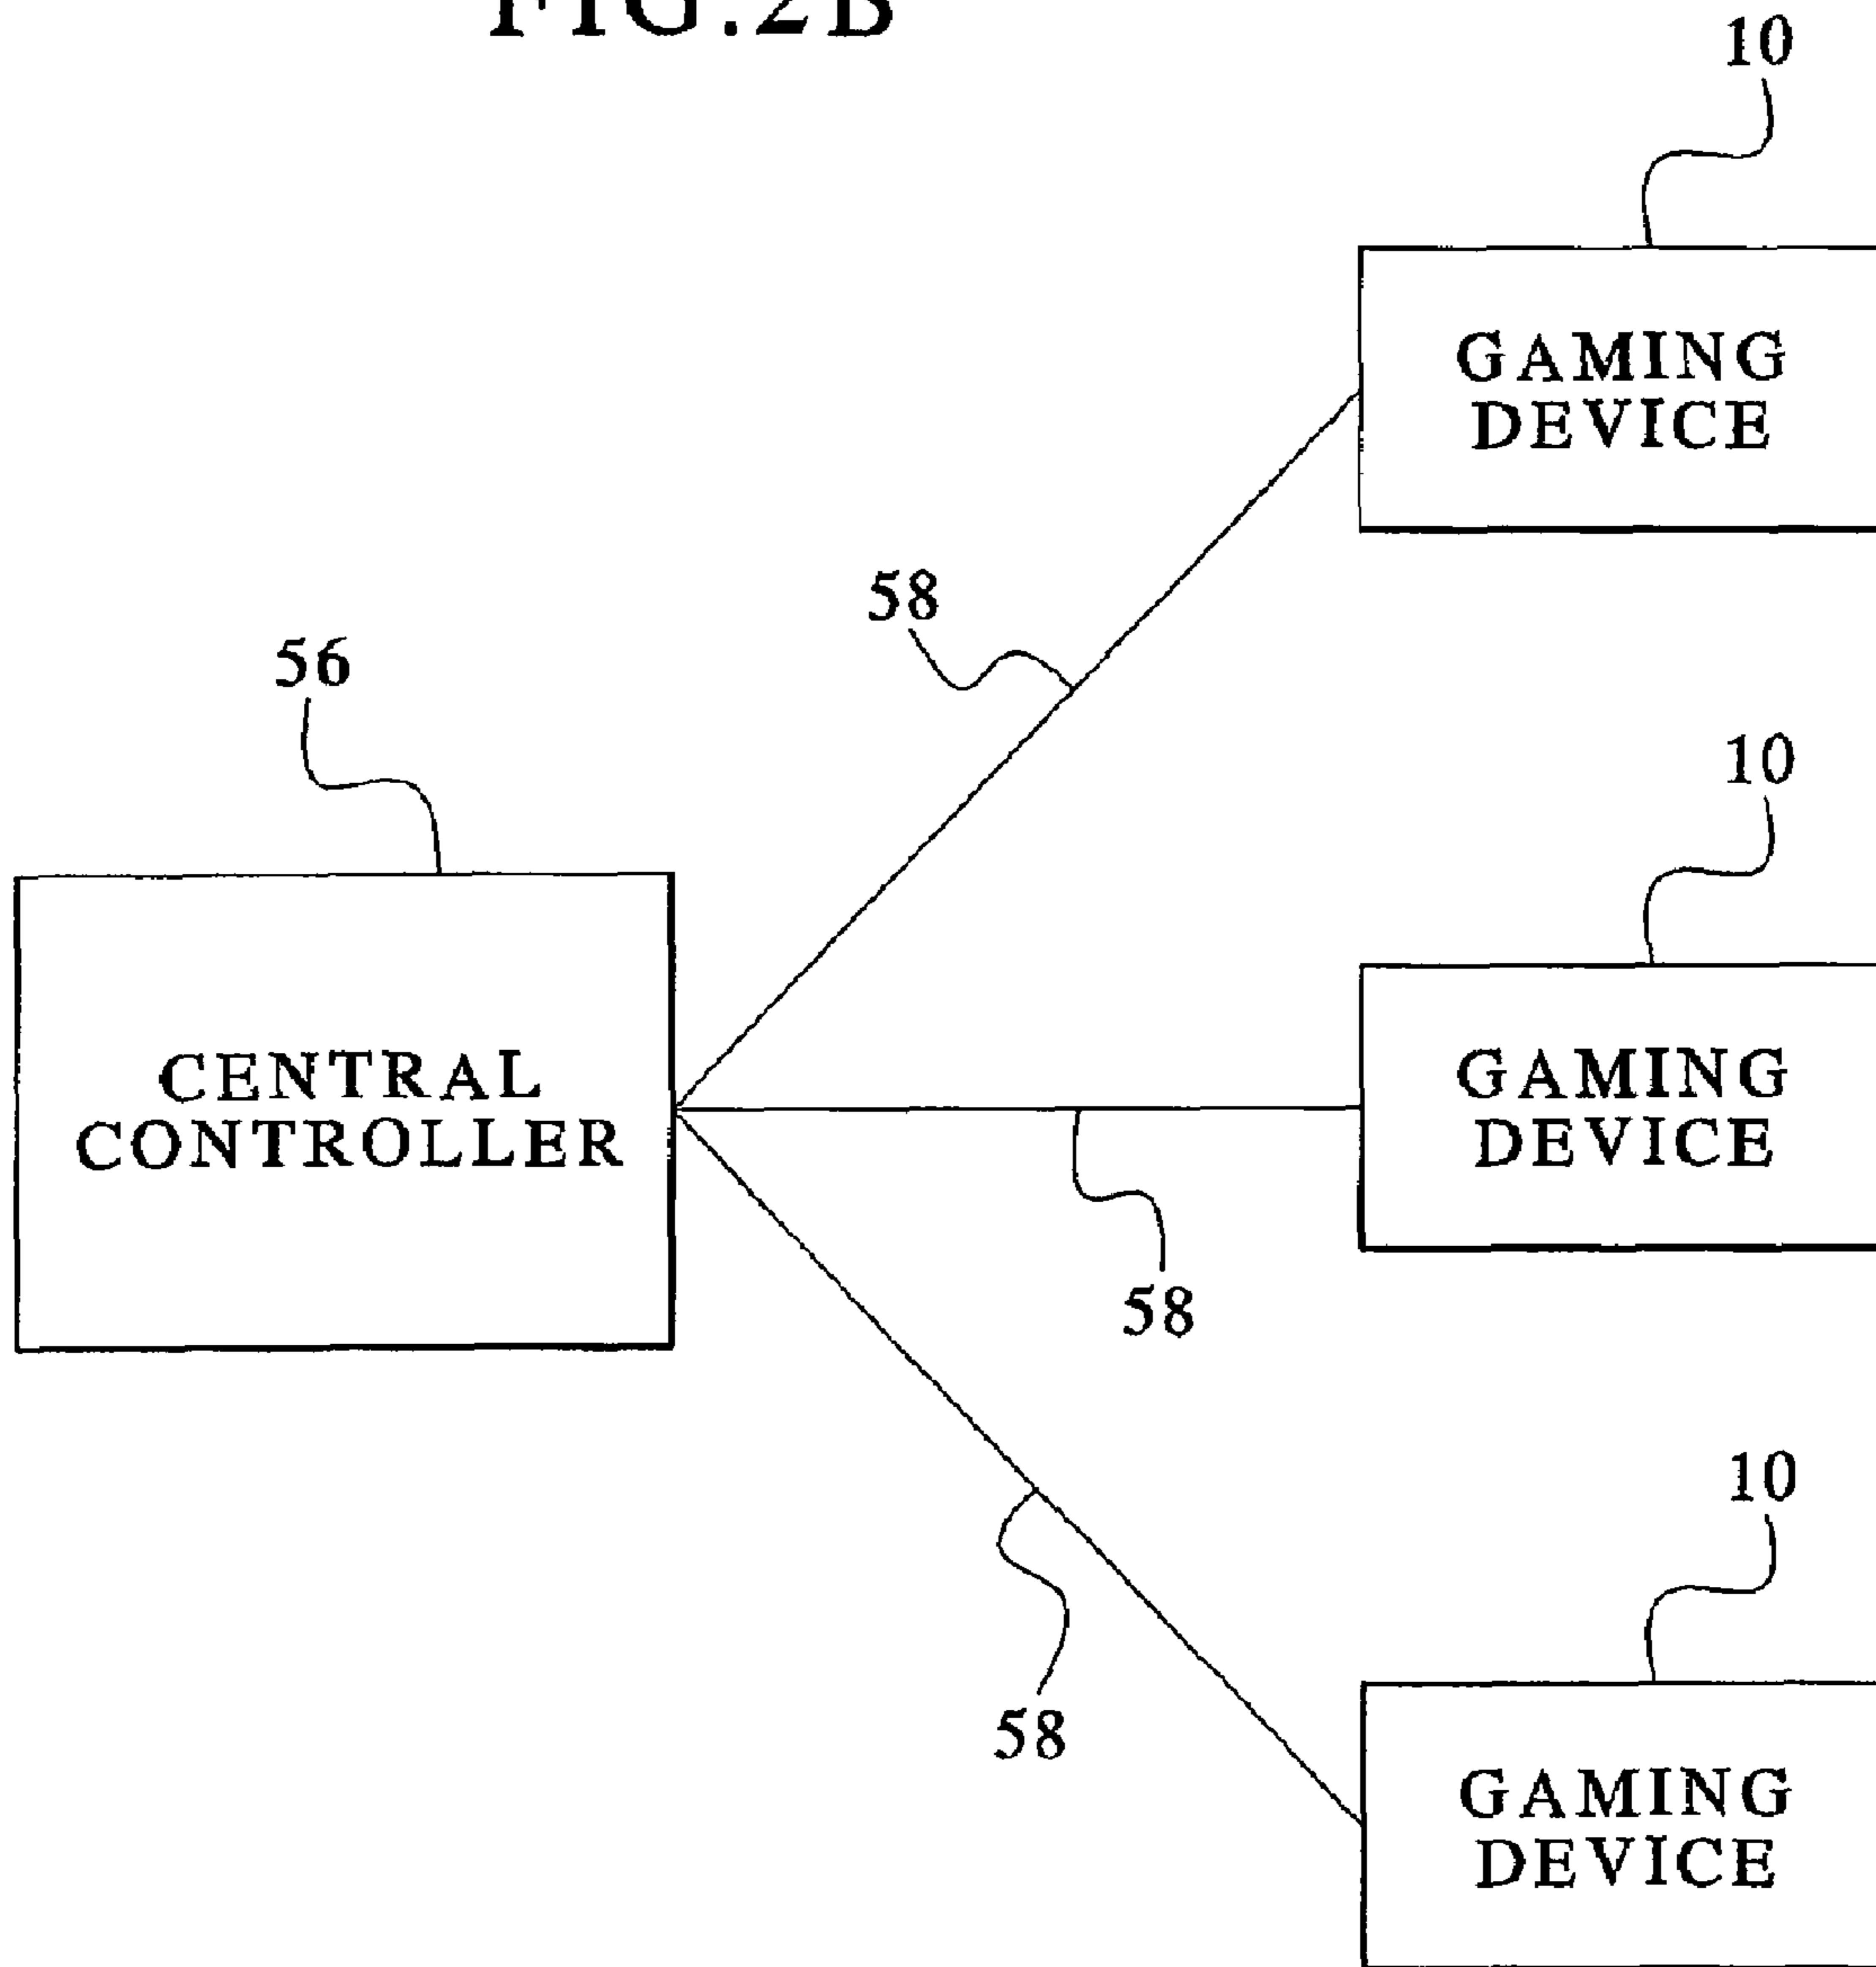 FIG.2B
10
GAMING
DEVICE
58
56
10
CENTRAL
CONTROLLER
GAMING
DEVICE
58
10
58
GAMING
DEVICE